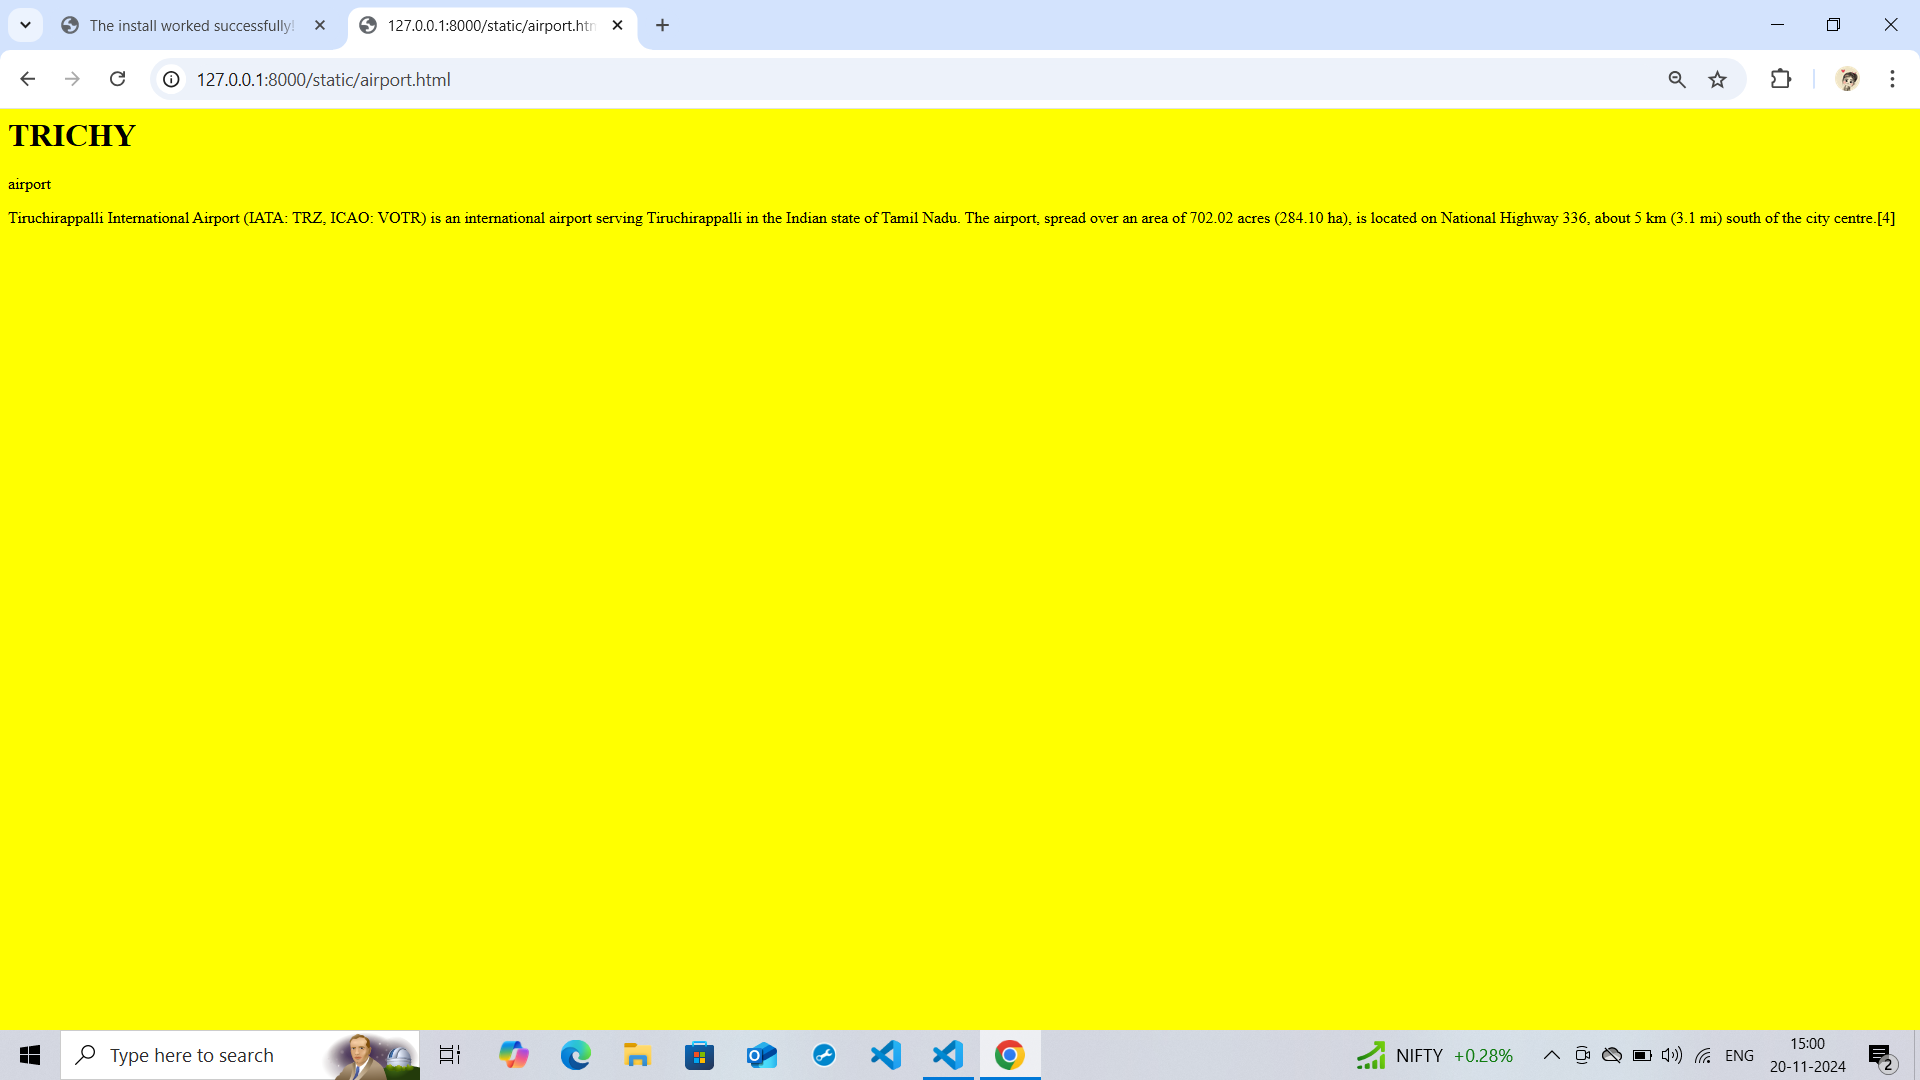 The install worked successfully!
127.0.0.1:8000/static/airport.htm
127.0.0.1:8000/static/airport.html
TRICHY
airport
Tiruchirappalli International Airport (IATA: TRZ, ICAO: VOTR) is an international airport serving Tiruchirappalli in the Indian state of Tamil Nadu. The airport, spread over an area of 702.02 acres (284.10 ha), is located on National Highway 336, about 5 km (3.1 mi) south of the city centre.[4]
Type here to search
NIFTY +0.28%
ENG
15:00
20-11-2024
2